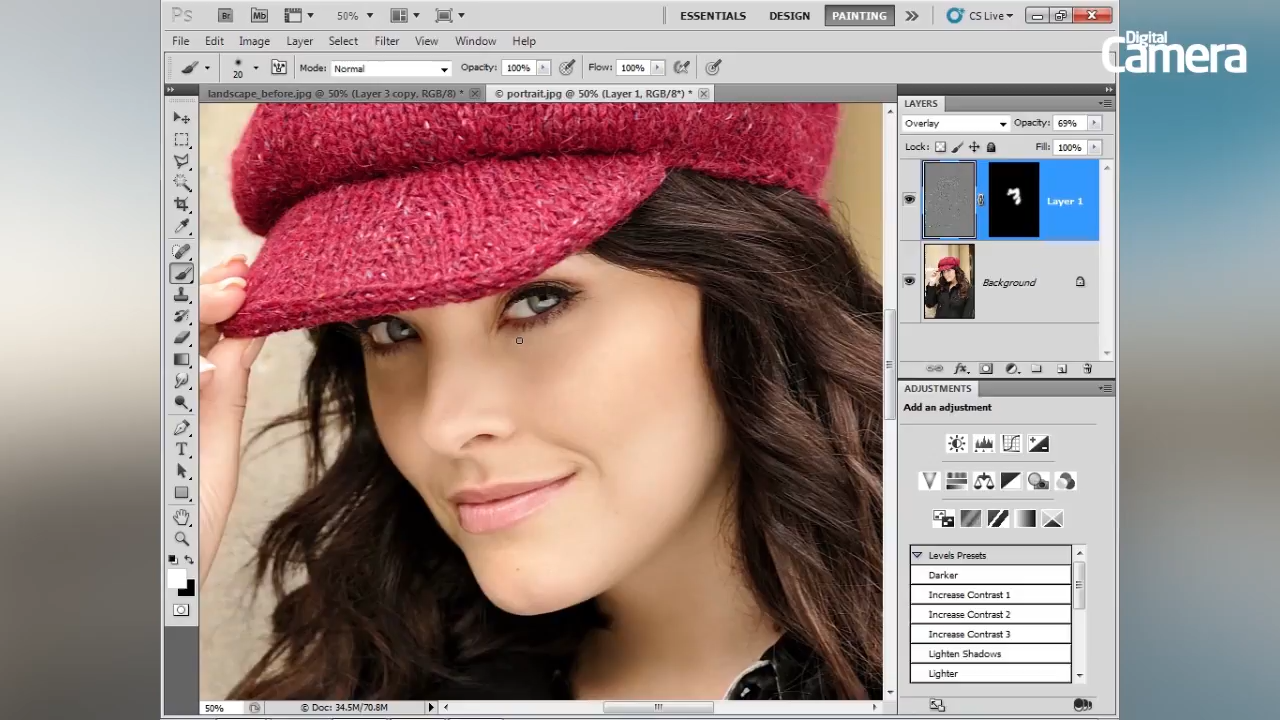 Ps Br Mb 50% ESSENTIALS DESIGN PAINTING CS Live
Digital
Camera
File Edit Image Layer Select Filter View Window Help
20 Mode: Normal Opacity: 100% Flow: 100%
landscape_before.jpg @ 50% (Layer 3 copy, RGB/8) * © portrait.jpg @ 50% (Layer 1, RGB/8*) *
LAYERS
Overlay Opacity: 69%
Lock: Fill: 100%
Layer 1
Background
fx
ADJUSTMENTS
Add an adjustment
Levels Presets
Darker
Increase Contrast 1
Increase Contrast 2
Increase Contrast 3
Lighten Shadows
Lighter
50% © Doc: 34.5M/70.8M